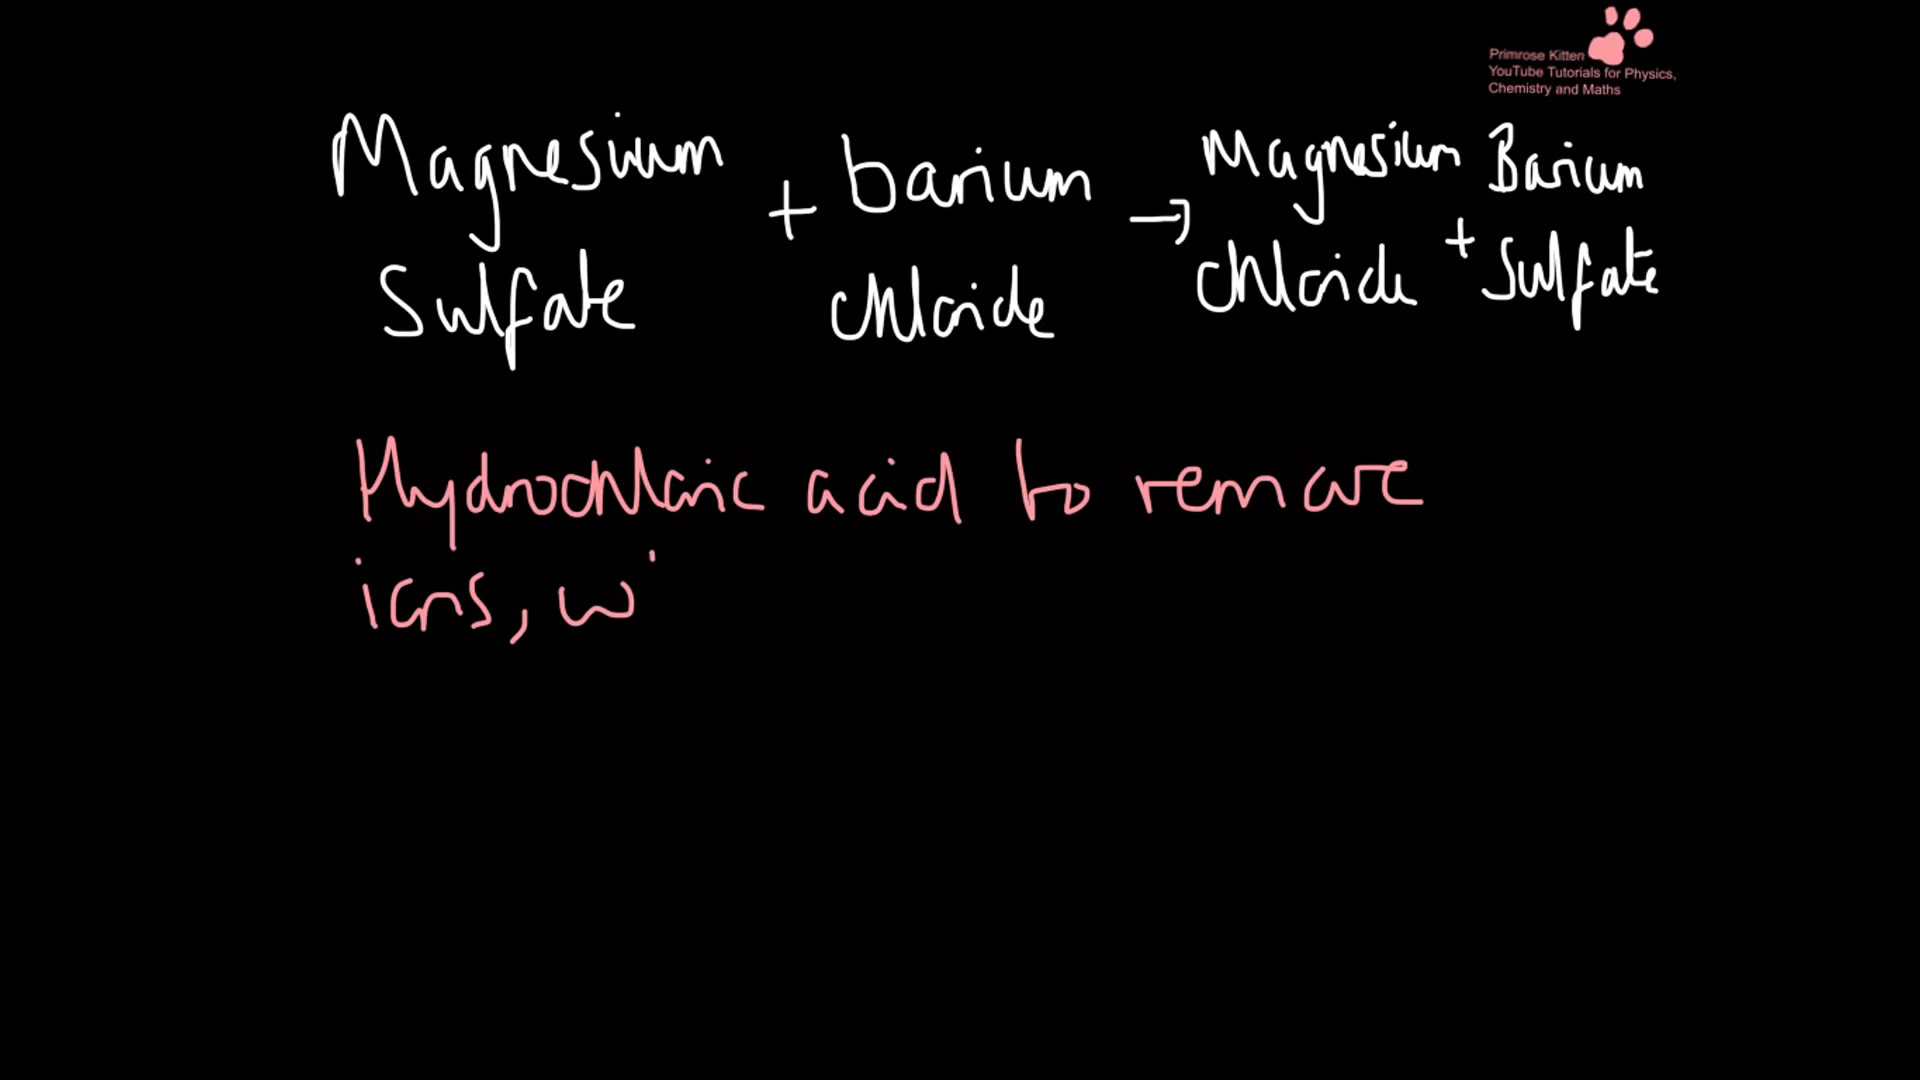 Primrose Kitten
YouTube Tutorials for Physics,
Chemistry and Maths
Magnesium + barium → Magnesium Barium
Sulfate chloride chloride + Sulfate
Hydrochloric acid to remove
ions, wi